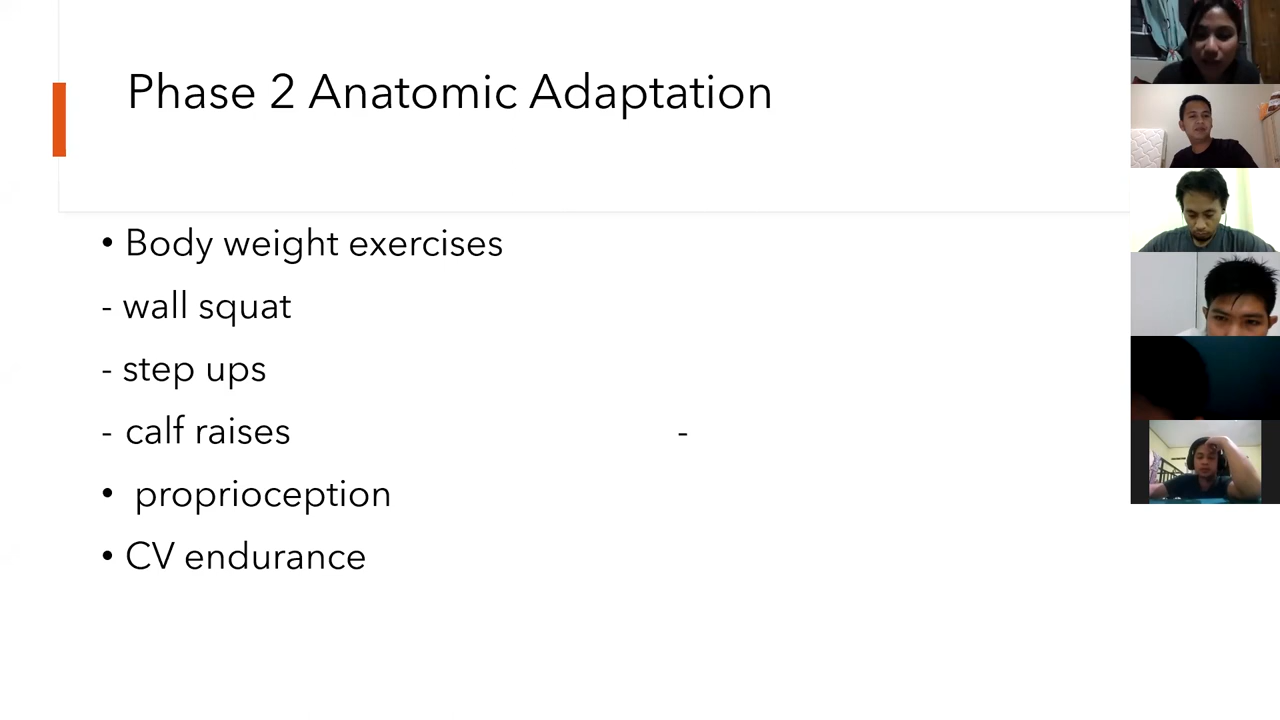 Phase 2 Anatomic Adaptation
• Body weight exercises
- wall squat
- step ups
- calf raises -
• proprioception
• CV endurance